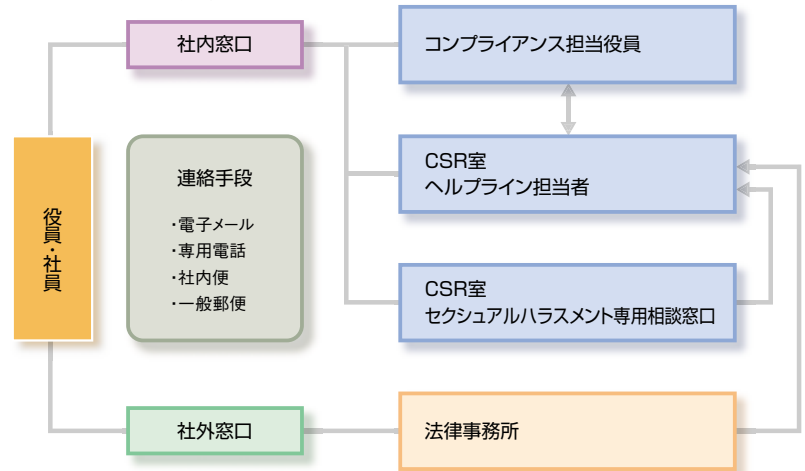 社内窓口
コンプライアンス担当役員
役員・社員
連絡手段
・電子メール
・専用電話
・社内便
・一般郵便
CSR室
ヘルプライン担当者
CSR室
セクシュアルハラスメント専用相談窓口
社外窓口
法律事務所